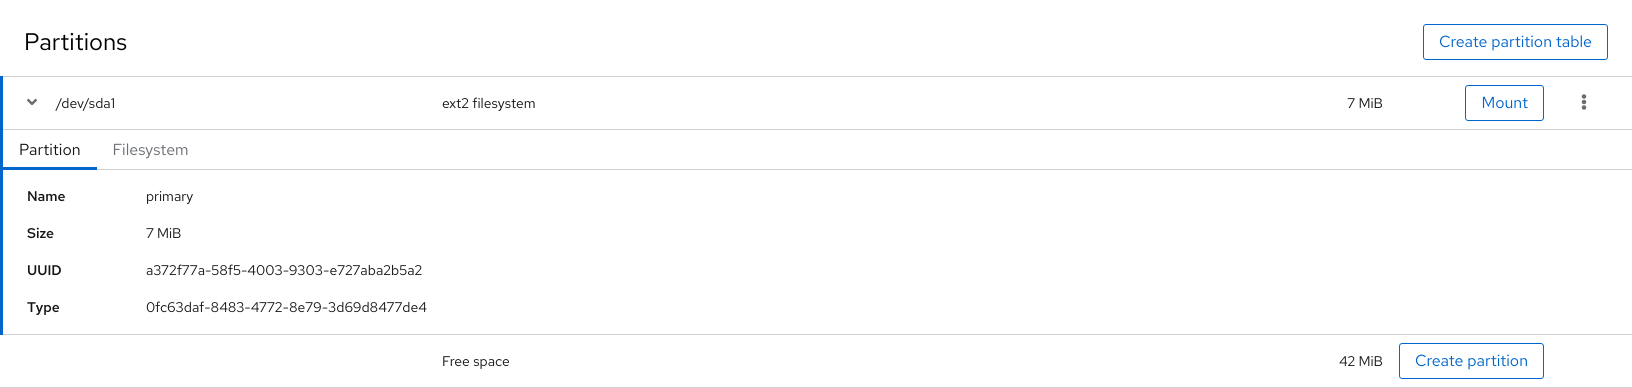 Partitions Create partition table
/dev/sda1 ext2 filesystem 7 MiB Mount
Partition Filesystem
Name primary
Size 7 MiB
UUID a372f77a-58f5-4003-9303-e727aba2b5a2
Type 0fc63daf-8483-4772-8e79-3d69d8477de4
Free space 42 MiB Create partition